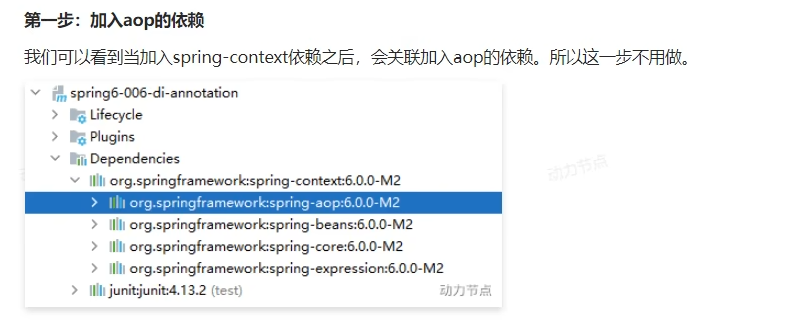 第一步：加入aop的依赖
我们可以看到当加入spring-context依赖之后，会关联加入aop的依赖。所以这一步不用做。
spring6-006-di-annotation
Lifecycle
Plugins
Dependencies
org.springframework:spring-context:6.0.0-M2
org.springframework:spring-aop:6.0.0-M2
org.springframework:spring-beans:6.0.0-M2
org.springframework:spring-core:6.0.0-M2
org.springframework:spring-expression:6.0.0-M2
junit:junit:4.13.2 (test)
动力节点
动力节点